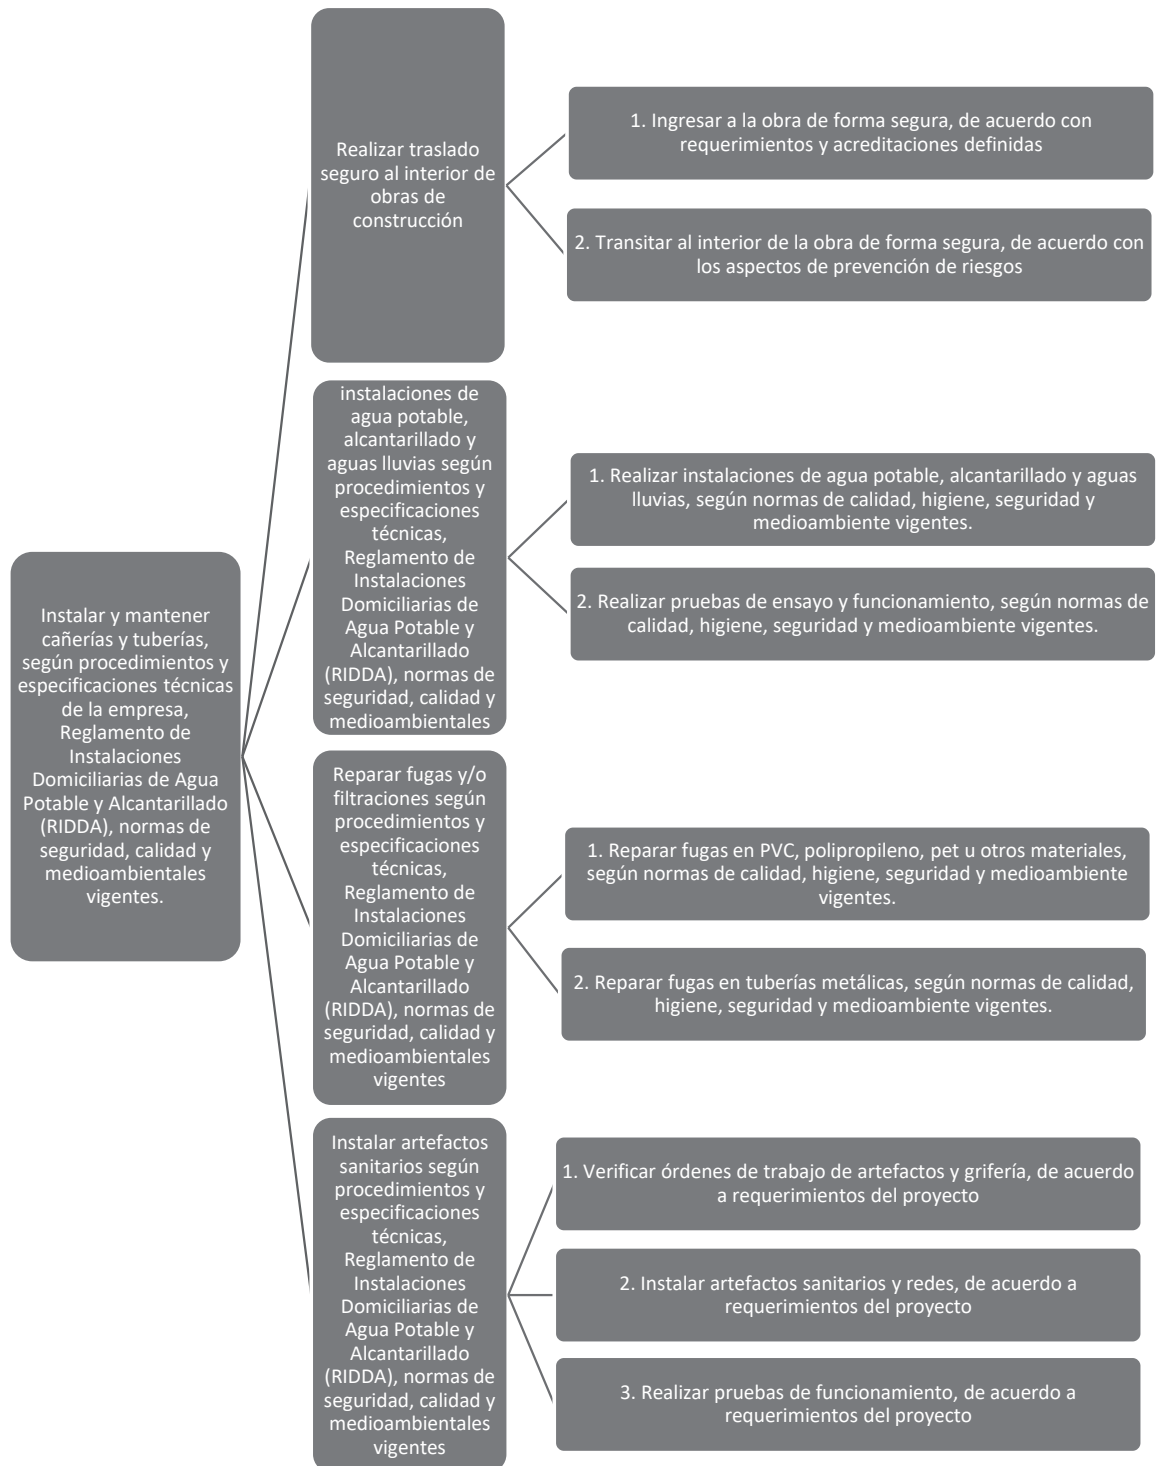 Instalar y mantener
cañerías y tuberías,
según procedimientos y
especificaciones técnicas
de la empresa,
Reglamento de
Instalaciones
Domiciliarias de Agua
Potable y Alcantarillado
(RIDDA), normas de
seguridad, calidad y
medioambientales
vigentes.
Realizar traslado
seguro al interior de
obras de
construcción
1. Ingresar a la obra de forma segura, de acuerdo con
requerimientos y acreditaciones definidas
2. Transitar al interior de la obra de forma segura, de acuerdo con
los aspectos de prevención de riesgos
instalaciones de
agua potable,
alcantarillado y
aguas lluvias según
procedimientos y
especificaciones
técnicas,
Reglamento de
Instalaciones
Domiciliarias de
Agua Potable y
Alcantarillado
(RIDDA), normas de
seguridad, calidad y
medioambientales
1. Realizar instalaciones de agua potable, alcantarillado y aguas
lluvias, según normas de calidad, higiene, seguridad y
medioambiente vigentes.
2. Realizar pruebas de ensayo y funcionamiento, según normas de
calidad, higiene, seguridad y medioambiente vigentes.
Reparar fugas y/o
filtraciones según
procedimientos y
especificaciones
técnicas,
Reglamento de
Instalaciones
Domiciliarias de
Agua Potable y
Alcantarillado
(RIDDA), normas de
seguridad, calidad y
medioambientales
vigentes
1. Reparar fugas en PVC, polipropileno, pet u otros materiales,
según normas de calidad, higiene, seguridad y medioambiente
vigentes.
2. Reparar fugas en tuberías metálicas, según normas de calidad,
higiene, seguridad y medioambiente vigentes.
Instalar artefactos
sanitarios según
procedimientos y
especificaciones
técnicas,
Reglamento de
Instalaciones
Domiciliarias de
Agua Potable y
Alcantarillado
(RIDDA), normas de
seguridad, calidad y
medioambientales
vigentes
1. Verificar órdenes de trabajo de artefactos y grifería, de acuerdo
a requerimientos del proyecto
2. Instalar artefactos sanitarios y redes, de acuerdo a
requerimientos del proyecto
3. Realizar pruebas de funcionamiento, de acuerdo a
requerimientos del proyecto